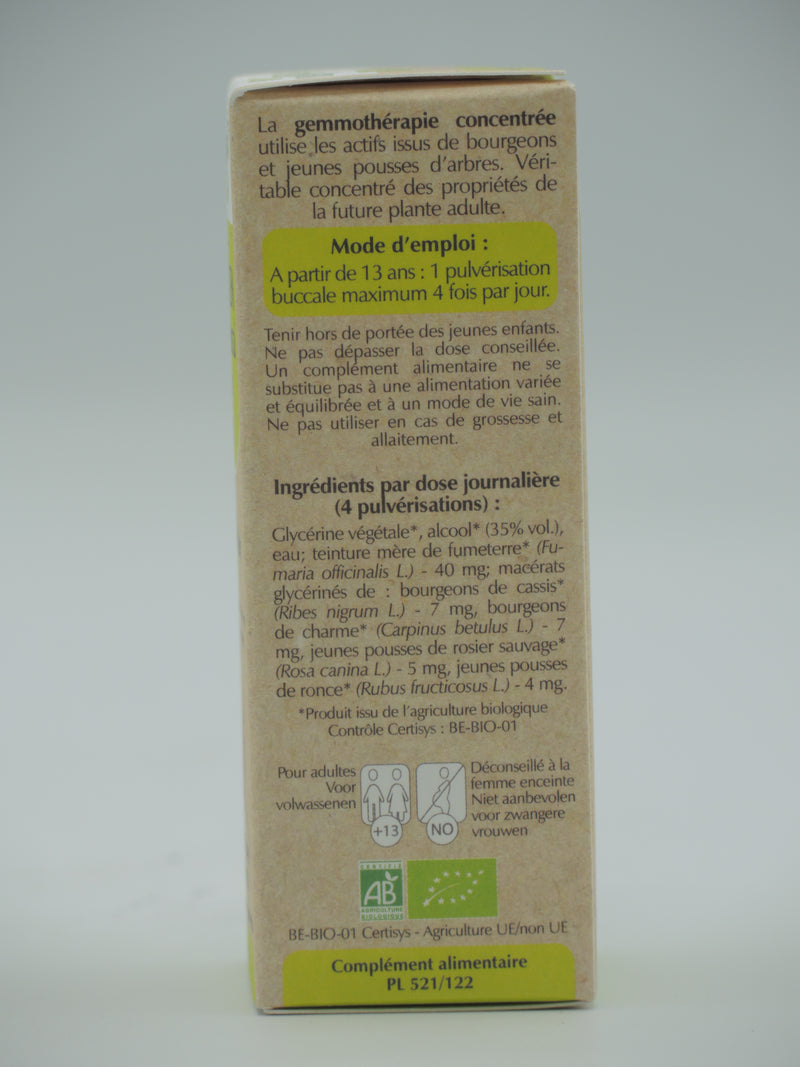 La gemmothérapie concentrée
utilise les actifs issus de bourgeons
et jeunes pousses d'arbres. Véri-
table concentré des propriétés de
la future plante adulte.
Mode d'emploi :
A partir de 13 ans : 1 pulvérisation
buccale maximum 4 fois par jour.
Tenir hors de portée des jeunes enfants.
Ne pas dépasser la dose conseillée.
Un complément alimentaire ne se
substitue pas à une alimentation variée
et équilibrée et à un mode de vie sain.
Ne pas utiliser en cas de grossesse et
allaitement.
Ingrédients par dose journalière
(4 pulvérisations) :
Glycérine végétale*, alcool* (35% vol.),
eau; teinture mère de fumeterre* (Fu-
maria officinalis L.) - 40 mg; macérats
glycérinés de : bourgeons de cassis*
(Ribes nigrum L.) - 7 mg, bourgeons
de charme* (Carpinus betulus L.) - 7
mg, jeunes pousses de rosier sauvage*
(Rosa canina L.) - 5 mg, jeunes pousses
de ronce* (Rubus fructicosus L.) - 4 mg.
*Produit issu de l'agriculture biologique
Contrôle Certisys : BE-BIO-01
Pour adultes
Voor
volwassenen
+13
NO
Déconseillé à la
femme enceinte
Niet aanbevolen
voor zwangere
vrouwen
CERTIFIÉ
AB
AGRICULTURE
BIOLOGIQUE
BE-BIO-01 Certisys - Agriculture UE/non UE
Complément alimentaire
PL 521/122